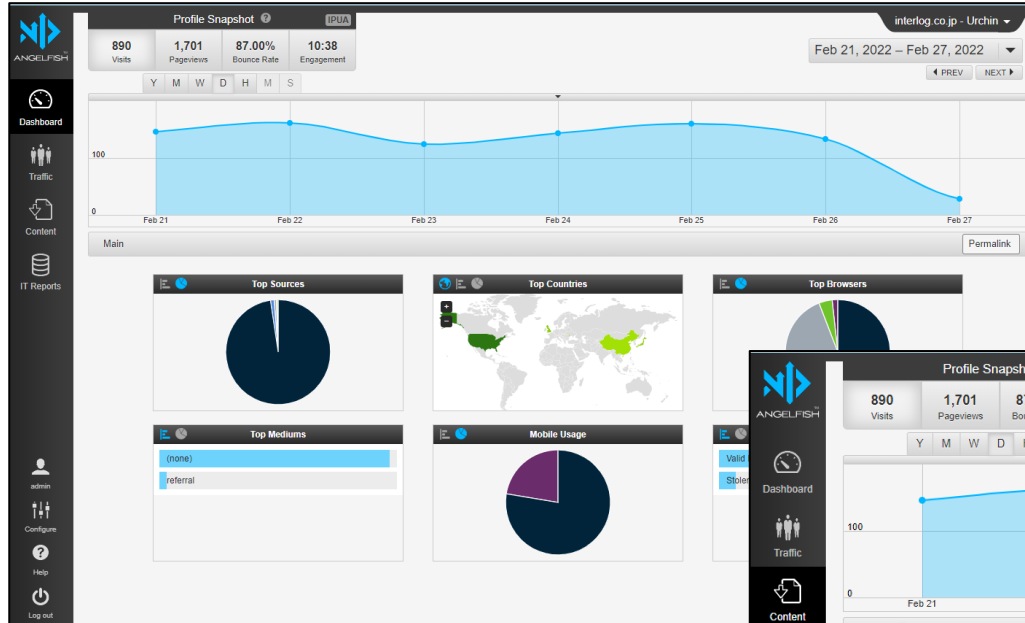 ANGELFISH
Dashboard
Traffic
Content
IT Reports
admin
Configure
Help
Log out
Profile Snapshot ?
IPUA
890
Visits
1,701
Pageviews
87.00%
Bounce Rate
10:38
Engagement
interlog.co.jp - Urchin
Feb 21, 2022 – Feb 27, 2022
PREV
NEXT
Y M W D H M S
100
0
Feb 21
Feb 22
Feb 23
Feb 24
Feb 25
Feb 26
Feb 27
Main
Permalink
Top Sources
Top Countries
+
−
Top Browsers
Top Mediums
(none)
referral
Mobile Usage
Valid
Stolen
ANGELFISH
Dashboard
Traffic
Content
Profile Snapsh
890
Visits
1,701
Pageviews
8
Bou
Y M W D
100
0
Feb 21